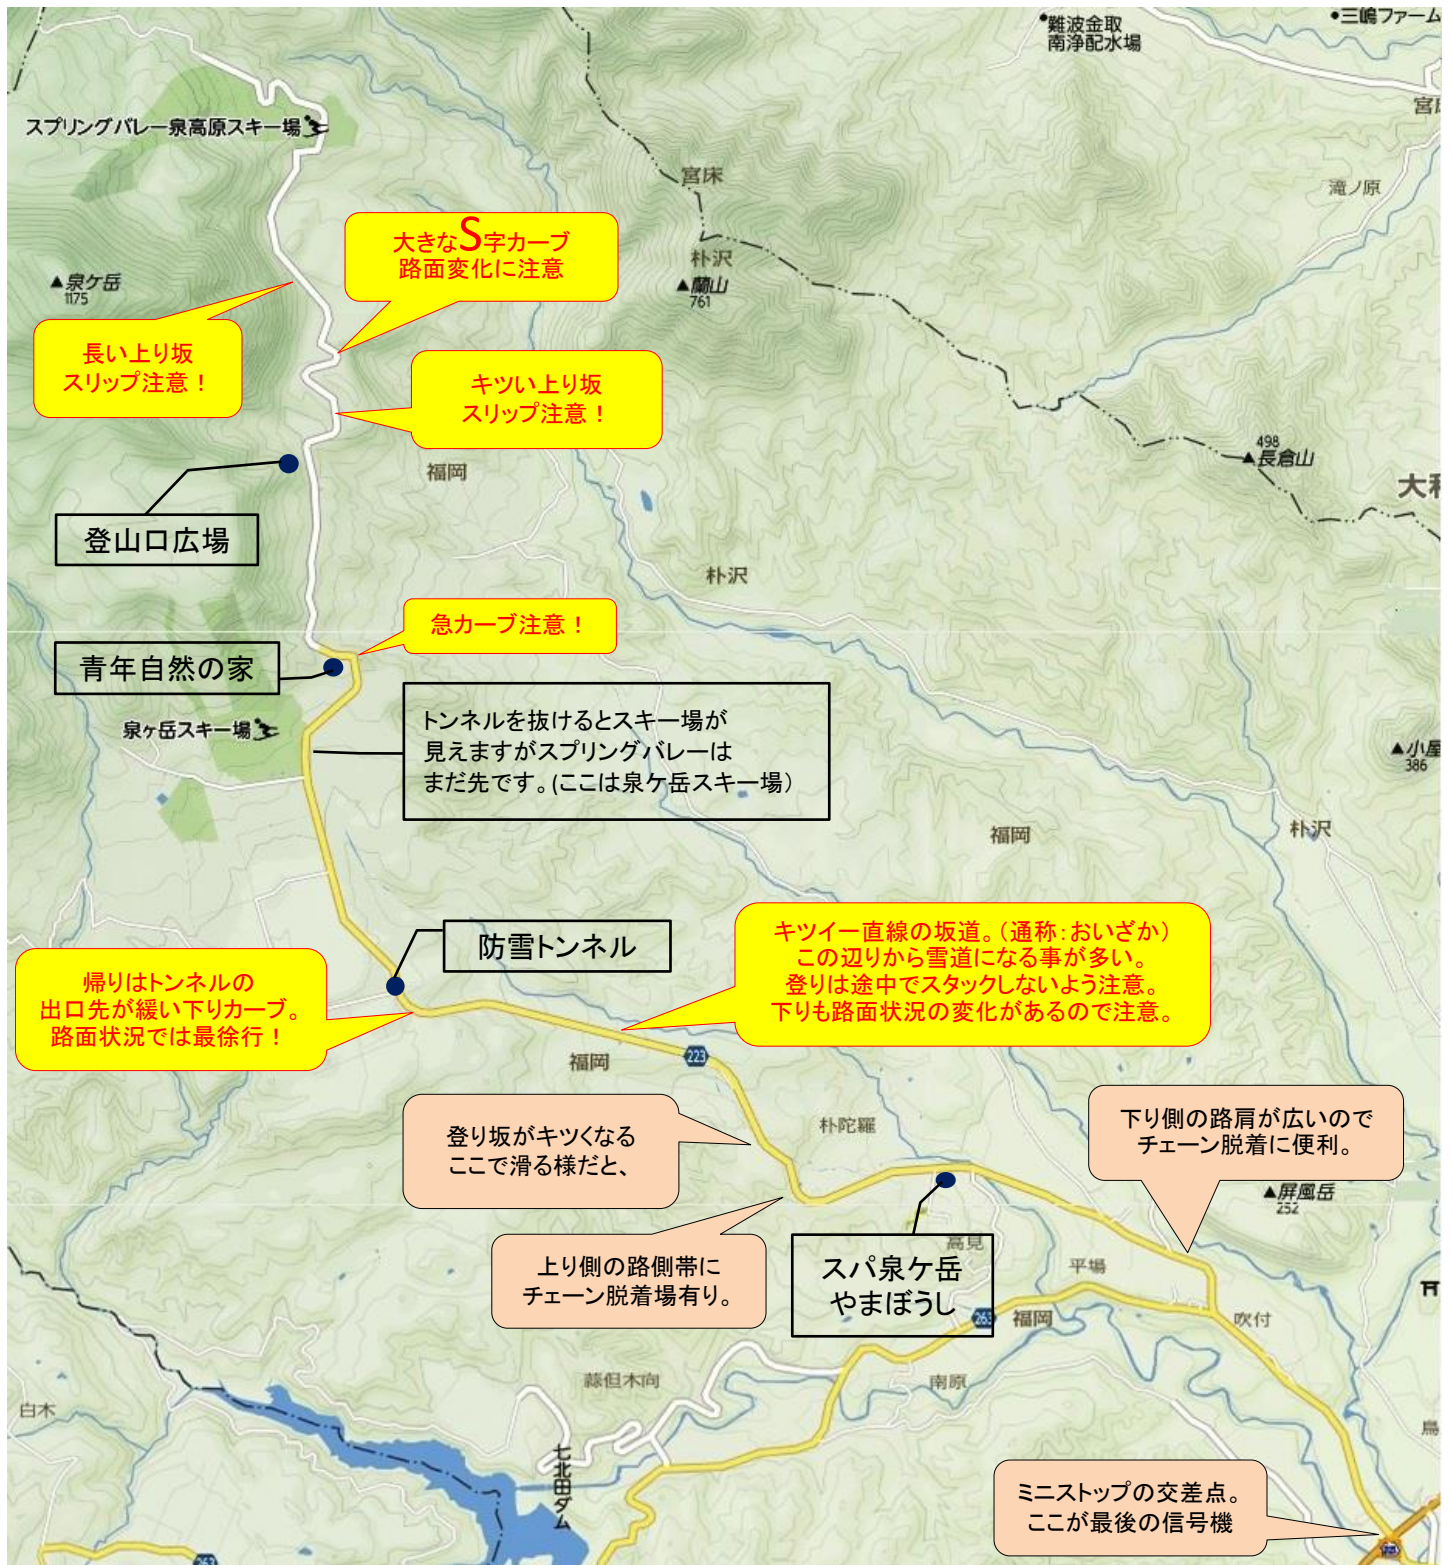 難波金取
南浄配水場
三嶋ファーム
宮床
スプリングバレー泉高原スキー場
滝ノ原
宮床
朴沢
蘭山
761
泉ケ岳
1175
大きなS字カーブ
路面変化に注意
長い上り坂
スリップ注意！
キツい上り坂
スリップ注意！
498
長倉山
福岡
登山口広場
朴沢
急カーブ注意！
青年自然の家
泉ヶ岳スキー場
トンネルを抜けるとスキー場が
見えますがスプリングバレーは
まだ先です。(ここは泉ケ岳スキー場)
386
福岡
朴沢
防雪トンネル
キツイ一直線の坂道。（通称：おいざか）
この辺りから雪道になる事が多い。
登りは途中でスタックしないよう注意。
下りも路面状況の変化があるので注意。
帰りはトンネルの
出口先が緩い下りカーブ。
路面状況では最徐行！
223
福岡
登り坂がキツくなる
ここで滑る様だと、
朴陀羅
下り側の路肩が広いので
チェーン脱着に便利。
屏風岳
252
上り側の路側帯に
チェーン脱着場有り。
高見
スパ泉ケ岳
やまぼうし
平場
263
福岡
吹付
蒜但木向
南原
白木
七北田ダム
ミニストップの交差点。
ここが最後の信号機
263